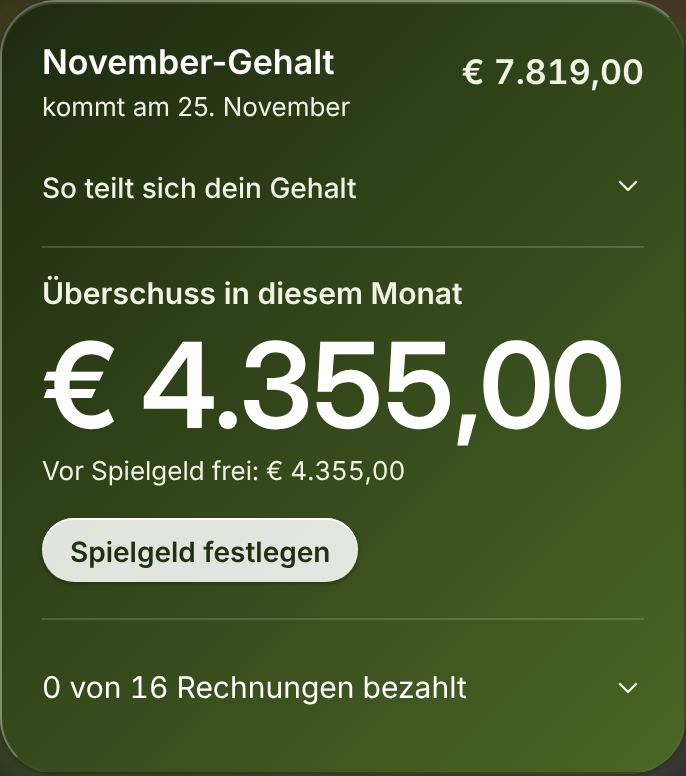 November-Gehalt
€ 7.819,00
kommt am 25. November
So teilt sich dein Gehalt
Überschuss in diesem Monat
€ 4.355,00
Vor Spielgeld frei: € 4.355,00
Spielgeld festlegen
0 von 16 Rechnungen bezahlt